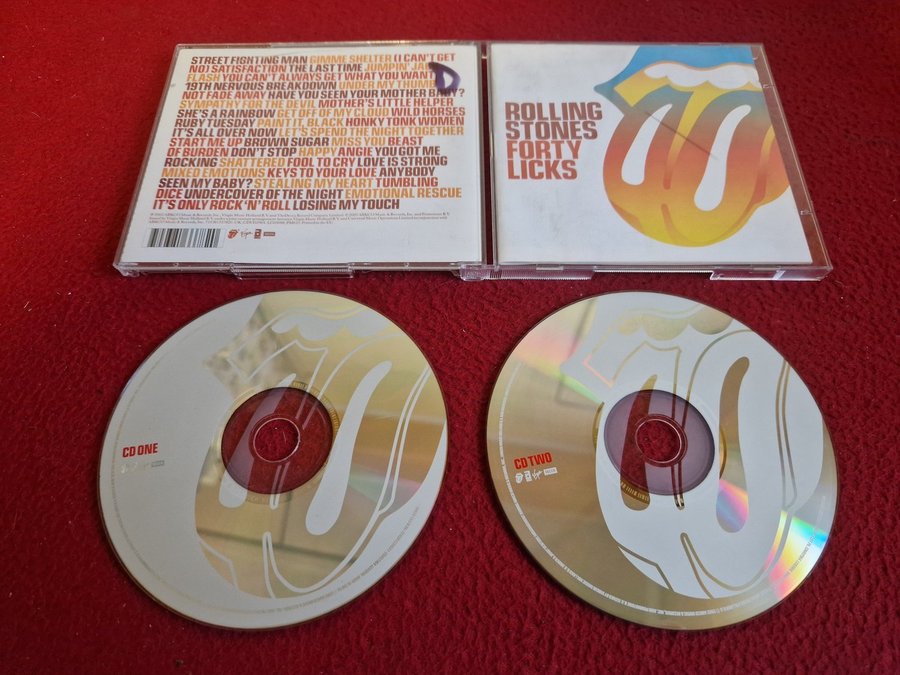 STREET FIGHTING MAN GIMME SHELTER (I CAN'T GET
NO) SATISFACTION THE LAST TIME JUMPIN' JACK
FLASH YOU CAN'T ALWAYS GET WHAT YOU WANT
19TH NERVOUS BREAKDOWN UNDER MY THUMB
NOT FADE AWAY HAVE YOU SEEN YOUR MOTHER BABY?
SYMPATHY FOR THE DEVIL MOTHER'S LITTLE HELPER
SHE'S A RAINBOW GET OFF OF MY CLOUD WILD HORSES
RUBY TUESDAY PAINT IT, BLACK HONKY TONK WOMEN
IT'S ALL OVER NOW LET'S SPEND THE NIGHT TOGETHER
START ME UP BROWN SUGAR MISS YOU BEAST
OF BURDEN DON'T STOP HAPPY ANGIE YOU GOT ME
ROCKING SHATTERED FOOL TO CRY LOVE IS STRONG
MIXED EMOTIONS KEYS TO YOUR LOVE ANYBODY
SEEN MY BABY? STEALING MY HEART TUMBLING
DICE UNDERCOVER OF THE NIGHT EMOTIONAL RESCUE
IT'S ONLY ROCK 'N' ROLL LOSING MY TOUCH
D
ROLLING
STONES
FORTY
LICKS
CD ONE
CD TWO
Virgin